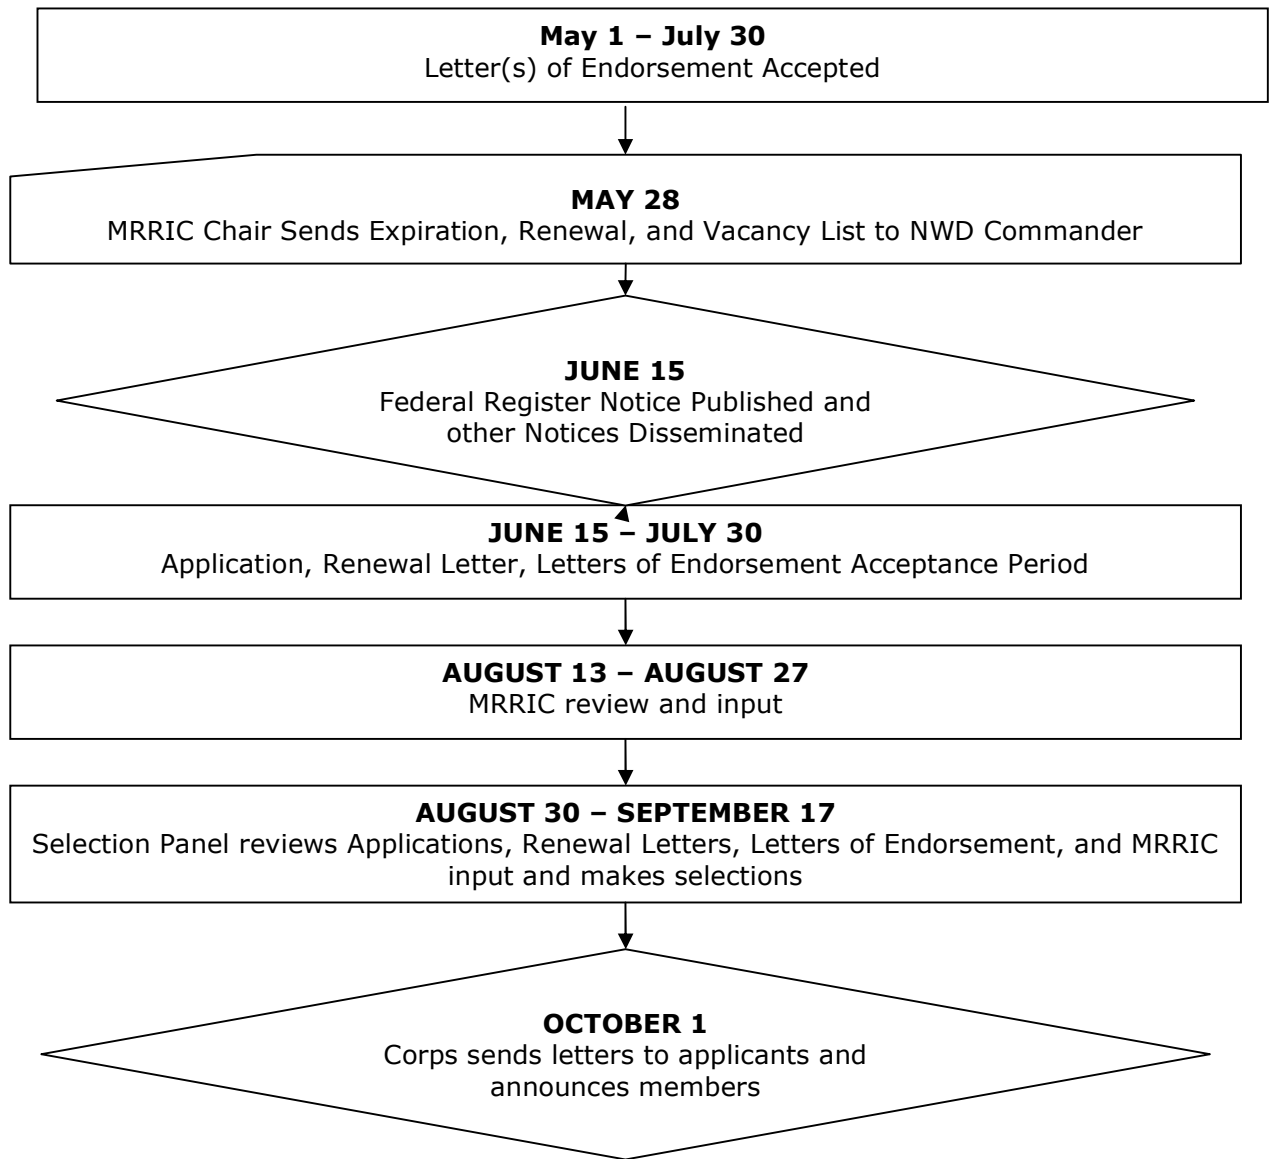 May 1 – July 30
Letter(s) of Endorsement Accepted
MAY 28
MRRIC Chair Sends Expiration, Renewal, and Vacancy List to NWD Commander
JUNE 15
Federal Register Notice Published and
other Notices Disseminated
JUNE 15 – JULY 30
Application, Renewal Letter, Letters of Endorsement Acceptance Period
AUGUST 13 – AUGUST 27
MRRIC review and input
AUGUST 30 – SEPTEMBER 17
Selection Panel reviews Applications, Renewal Letters, Letters of Endorsement, and MRRIC
input and makes selections
OCTOBER 1
Corps sends letters to applicants and
announces members